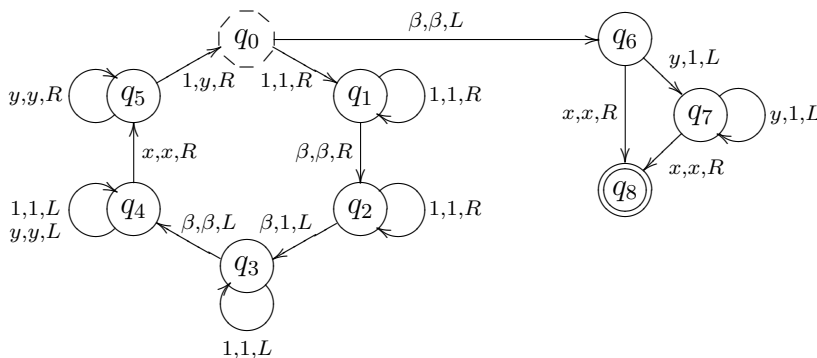 q0
β,β,L
q6
y,y,R
q5
1,y,R
1,1,R
q1
1,1,R
x,x,R
y,1,L
q7
y,1,L
x,x,R
β,β,R
x,x,R
q8
1,1,L
y,y,L
q4
β,β,L
β,1,L
q2
1,1,R
q3
1,1,L